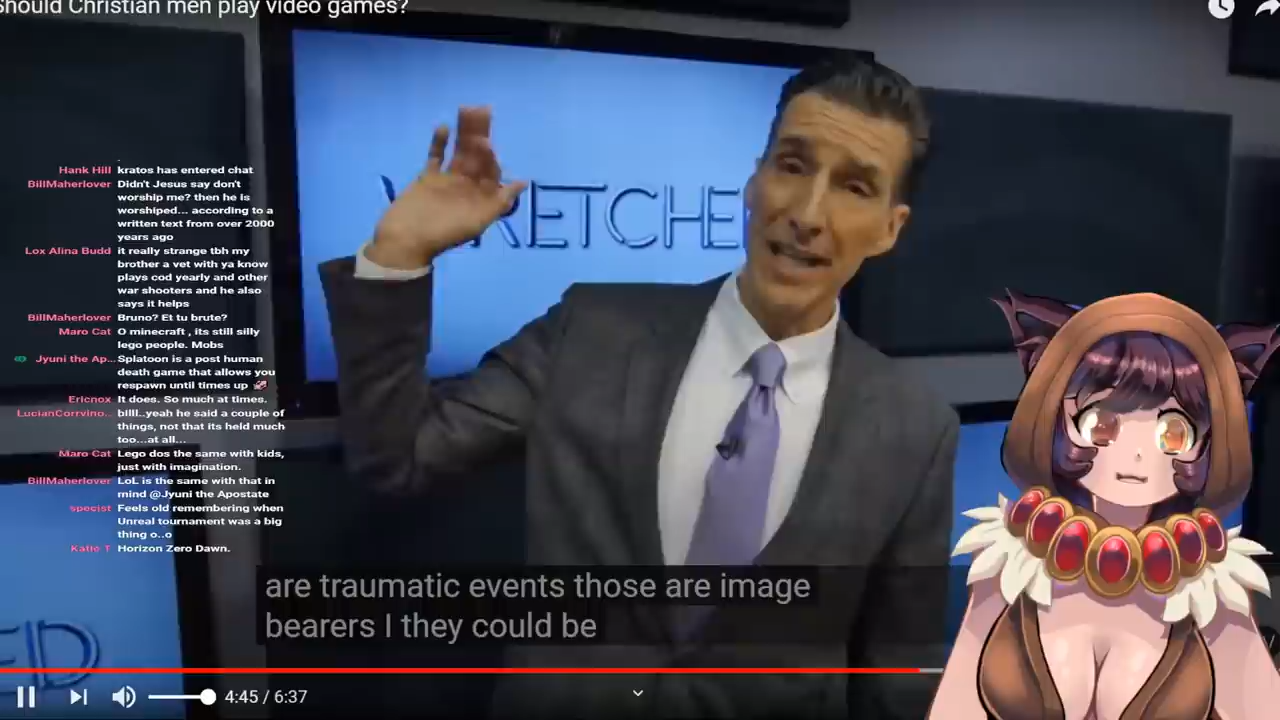 Should Christian men play video games?
WRETCHED
Hank Hill kratos has entered chat
BillMaherlover Didn't Jesus say don't
worship me? then he is
worshiped... according to a
written text from over 2000
years ago
Lox Alina Budd it really strange tbh my
brother a vet with ya know
plays cod yearly and other
war shooters and he also
says it helps
BillMaherlover Bruno? Et tu brute?
Maro Cat O minecraft , its still silly
lego people. Mobs
Jyuni the Ap... Splatoon is a post human
death game that allows you
respawn until times up
Ericnox It does. So much at times.
LucianCorrvino... bllll..yeah he said a couple of
things, not that its held much
too...at all...
Maro Cat Lego dos the same with kids,
just with imagination.
BillMaherlover LoL is the same with that in
mind @Jyuni the Apostate
specist Feels old remembering when
Unreal tournament was a big
thing o..o
Katie T Horizon Zero Dawn.
are traumatic events those are image
bearers I they could be
ED
4:45 / 6:37